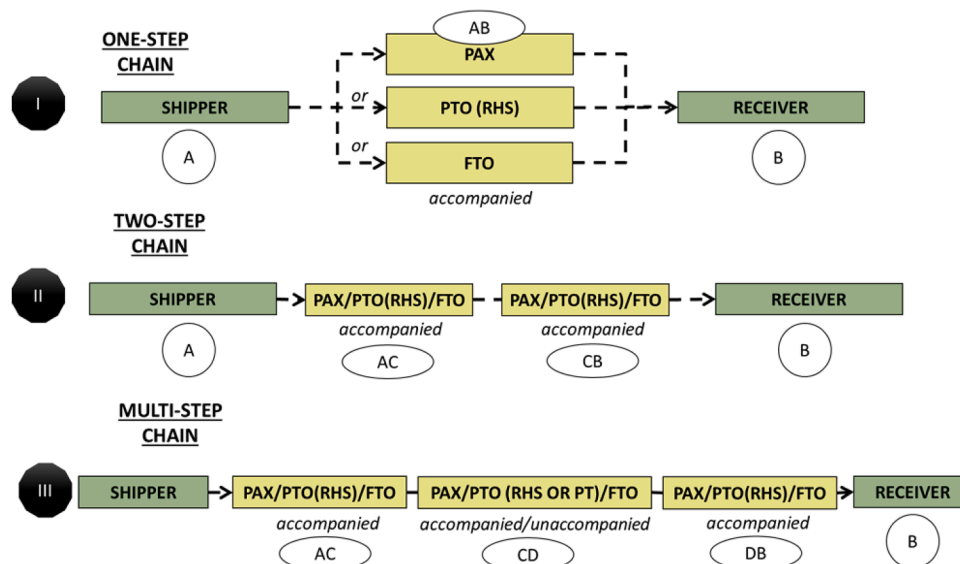 ONE-STEP
CHAIN
AB
PAX
I
SHIPPER
or
PTO (RHS)
RECEIVER
A
or
FTO
B
accompanied
TWO-STEP
CHAIN
II
SHIPPER
PAX/PTO(RHS)/FTO
PAX/PTO(RHS)/FTO
RECEIVER
accompanied
accompanied
A
AC
CB
B
MULTI-STEP
CHAIN
III
SHIPPER
PAX/PTO(RHS)/FTO
PAX/PTO (RHS OR PT)/FTO
PAX/PTO(RHS)/FTO
RECEIVER
accompanied
accompanied/unaccompanied
accompanied
AC
CD
DB
B